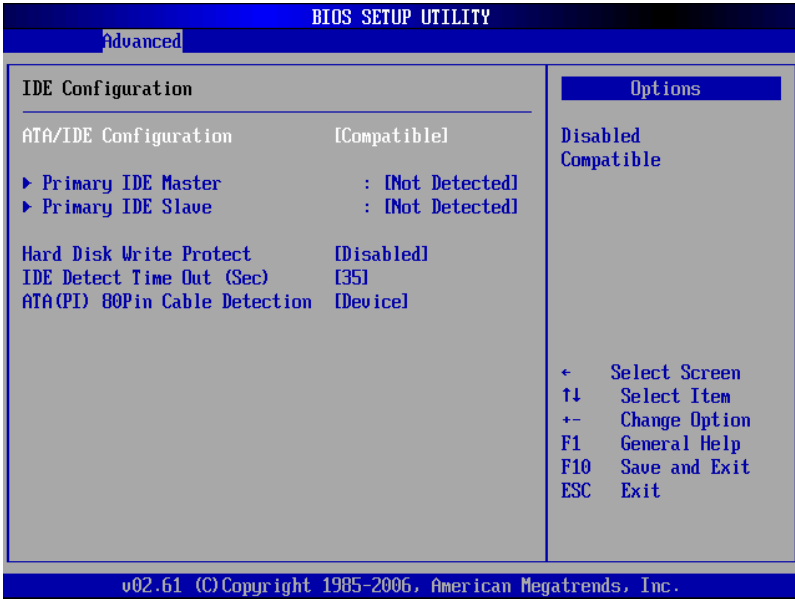 BIOS SETUP UTILITY
Advanced
IDE Configuration
ATA/IDE Configuration [Compatible]
Primary IDE Master : [Not Detected]
Primary IDE Slave : [Not Detected]
Hard Disk Write Protect [Disabled]
IDE Detect Time Out (Sec) [35]
ATA(PI) 80Pin Cable Detection [Device]
Options
Disabled
Compatible
← Select Screen
↑↓ Select Item
+- Change Option
F1 General Help
F10 Save and Exit
ESC Exit
v02.61 (C)Copyright 1985-2006, American Megatrends, Inc.